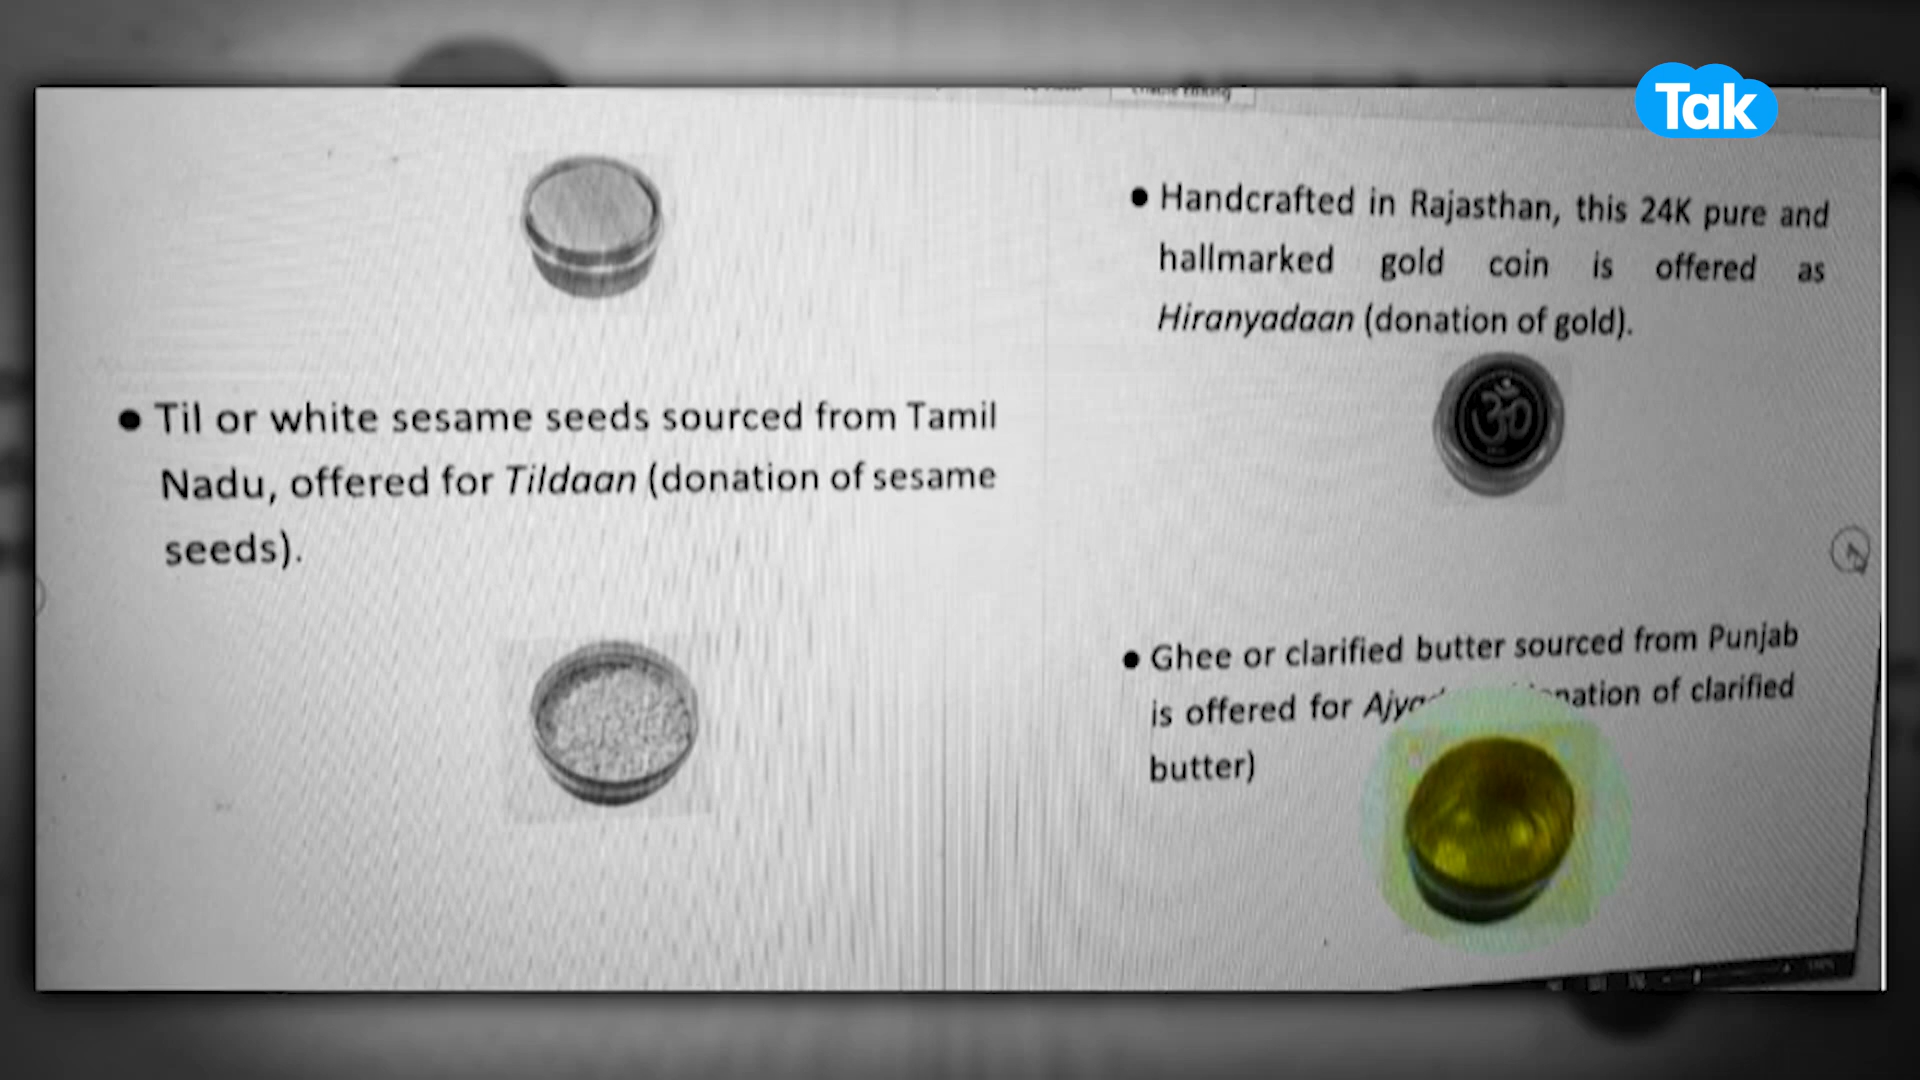 Tak
Til or white sesame seeds sourced from Tamil
Nadu, offered for Tildaan (donation of sesame
seeds).
Handcrafted in Rajasthan, this 24K pure and
hallmarked gold coin is offered as
Hiranyadaan (donation of gold).
ॐ
Ghee or clarified butter sourced from Punjab
is offered for of clarified
butter)